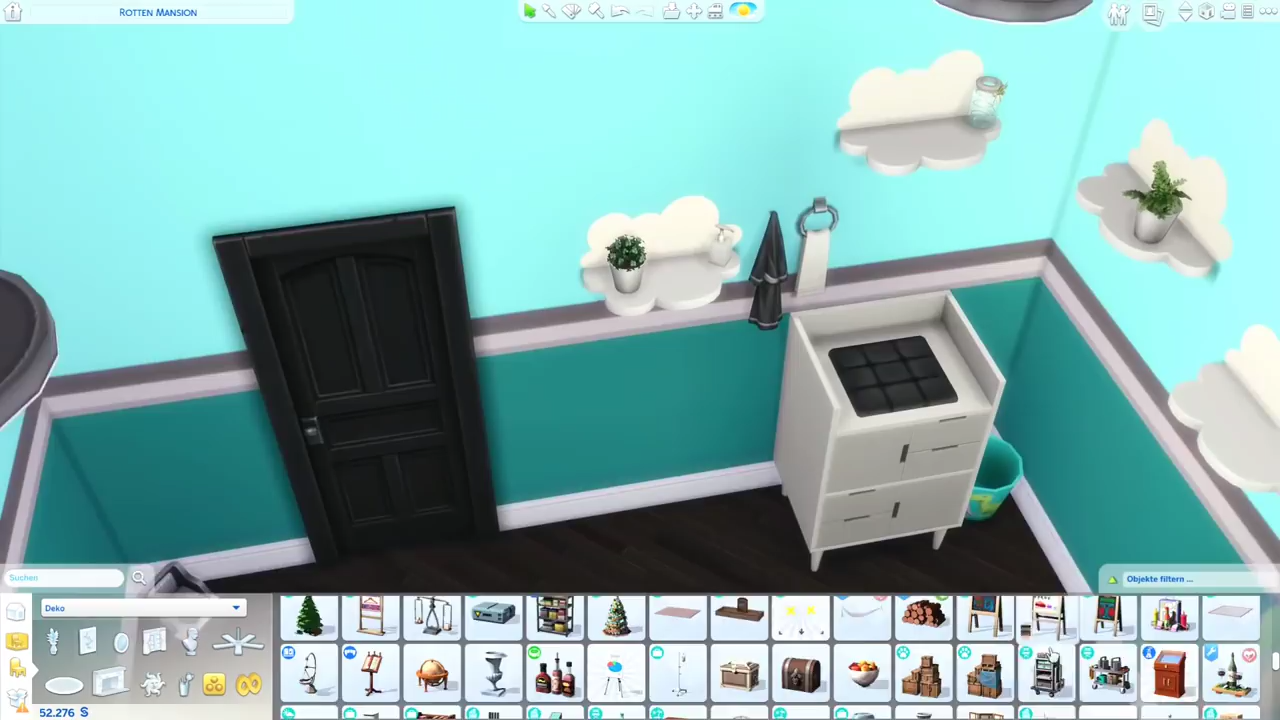 Rotten Mansion
Suchen
Objekte filtern ...
Deko
52.276 $